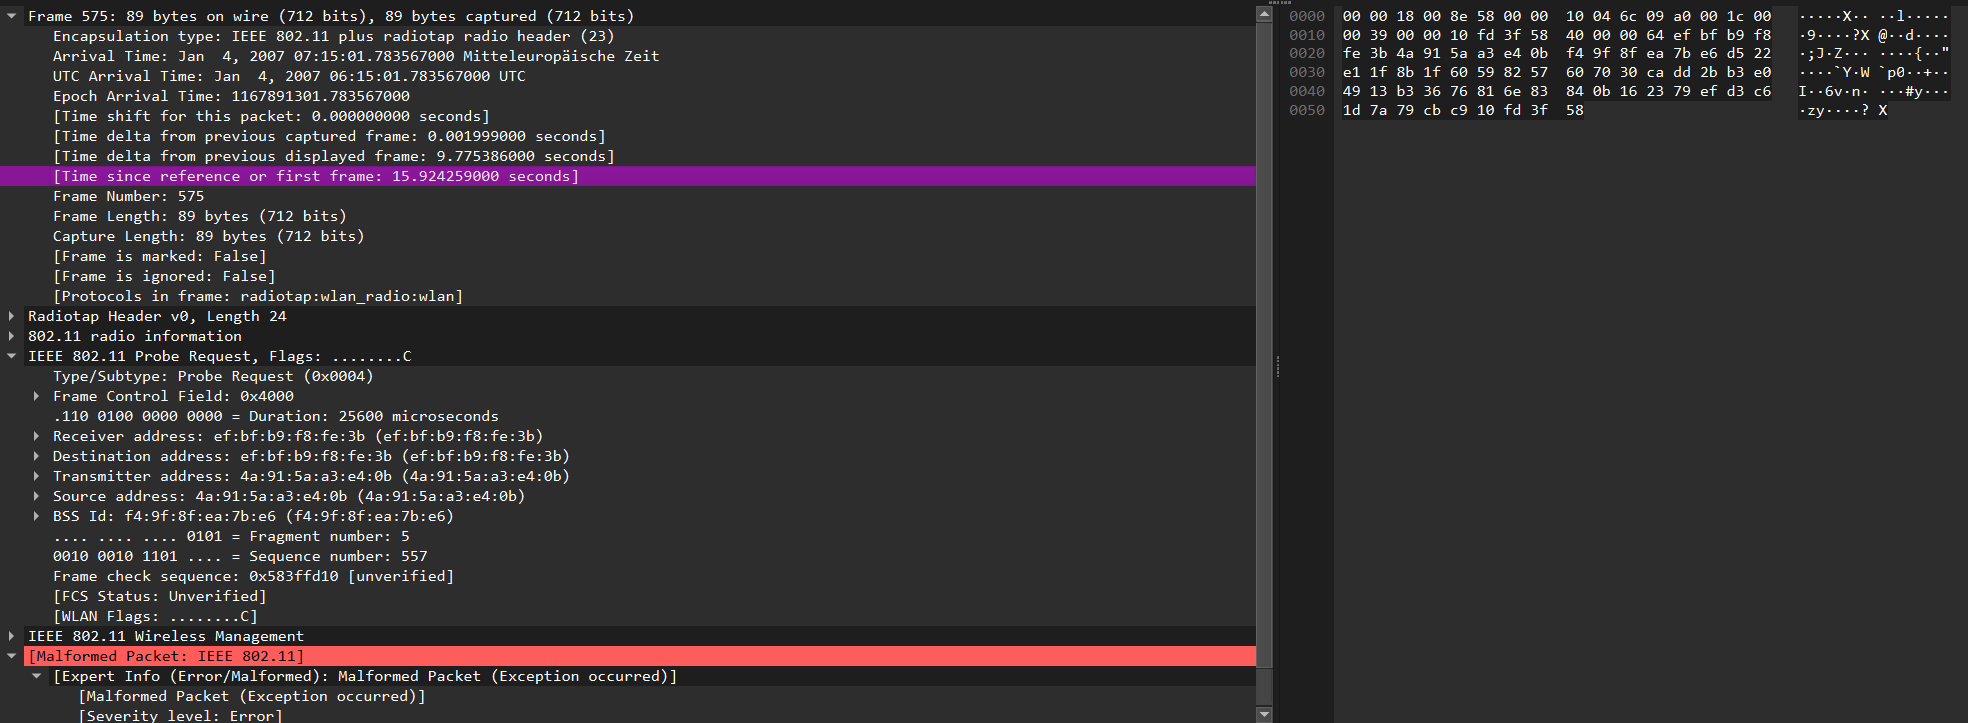 Frame 575: 89 bytes on wire (712 bits), 89 bytes captured (712 bits)
Encapsulation type: IEEE 802.11 plus radiotap radio header (23)
Arrival Time: Jan  4, 2007 07:15:01.783567000 Mitteleuropäische Zeit
UTC Arrival Time: Jan  4, 2007 06:15:01.783567000 UTC
Epoch Arrival Time: 1167891301.783567000
[Time shift for this packet: 0.000000000 seconds]
[Time delta from previous captured frame: 0.001999000 seconds]
[Time delta from previous displayed frame: 9.775386000 seconds]
[Time since reference or first frame: 15.924259000 seconds]
Frame Number: 575
Frame Length: 89 bytes (712 bits)
Capture Length: 89 bytes (712 bits)
[Frame is marked: False]
[Frame is ignored: False]
[Protocols in frame: radiotap:wlan_radio:wlan]
Radiotap Header v0, Length 24
802.11 radio information
IEEE 802.11 Probe Request, Flags: ........C
Type/Subtype: Probe Request (0x0004)
Frame Control Field: 0x4000
.110 0100 0000 0000 = Duration: 25600 microseconds
Receiver address: ef:bf:b9:f8:fe:3b (ef:bf:b9:f8:fe:3b)
Destination address: ef:bf:b9:f8:fe:3b (ef:bf:b9:f8:fe:3b)
Transmitter address: 4a:91:5a:a3:e4:0b (4a:91:5a:a3:e4:0b)
Source address: 4a:91:5a:a3:e4:0b (4a:91:5a:a3:e4:0b)
BSS Id: f4:9f:8f:ea:7b:e6 (f4:9f:8f:ea:7b:e6)
.... .... .... 0101 = Fragment number: 5
0010 0010 1101 .... = Sequence number: 557
Frame check sequence: 0x583ffd10 [unverified]
[FCS Status: Unverified]
[WLAN Flags: ........C]
IEEE 802.11 Wireless Management
[Malformed Packet: IEEE 802.11]
[Expert Info (Error/Malformed): Malformed Packet (Exception occurred)]
[Malformed Packet (Exception occurred)]
[Severity level: Error]
0000 00 00 18 00 8e 58 00 00 10 04 6c 09 a0 00 1c 00 ·····X·· ··l·····
0010 00 39 00 00 10 fd 3f 58 40 00 00 64 ef bf b9 f8 ·9····?X @··d····
0020 fe 3b 4a 91 5a a3 e4 0b f4 9f 8f ea 7b e6 d5 22 ·;J·Z··· ····{··"
0030 e1 1f 8b 1f 60 59 82 57 60 70 30 ca dd 2b b3 e0 ····`Y·W `p0··+··
0040 49 13 b3 36 76 81 6e 83 84 0b 16 23 79 ef d3 c6 I··6v·n· ···#y···
0050 1d 7a 79 cb c9 10 fd 3f 58 ·zy····? X